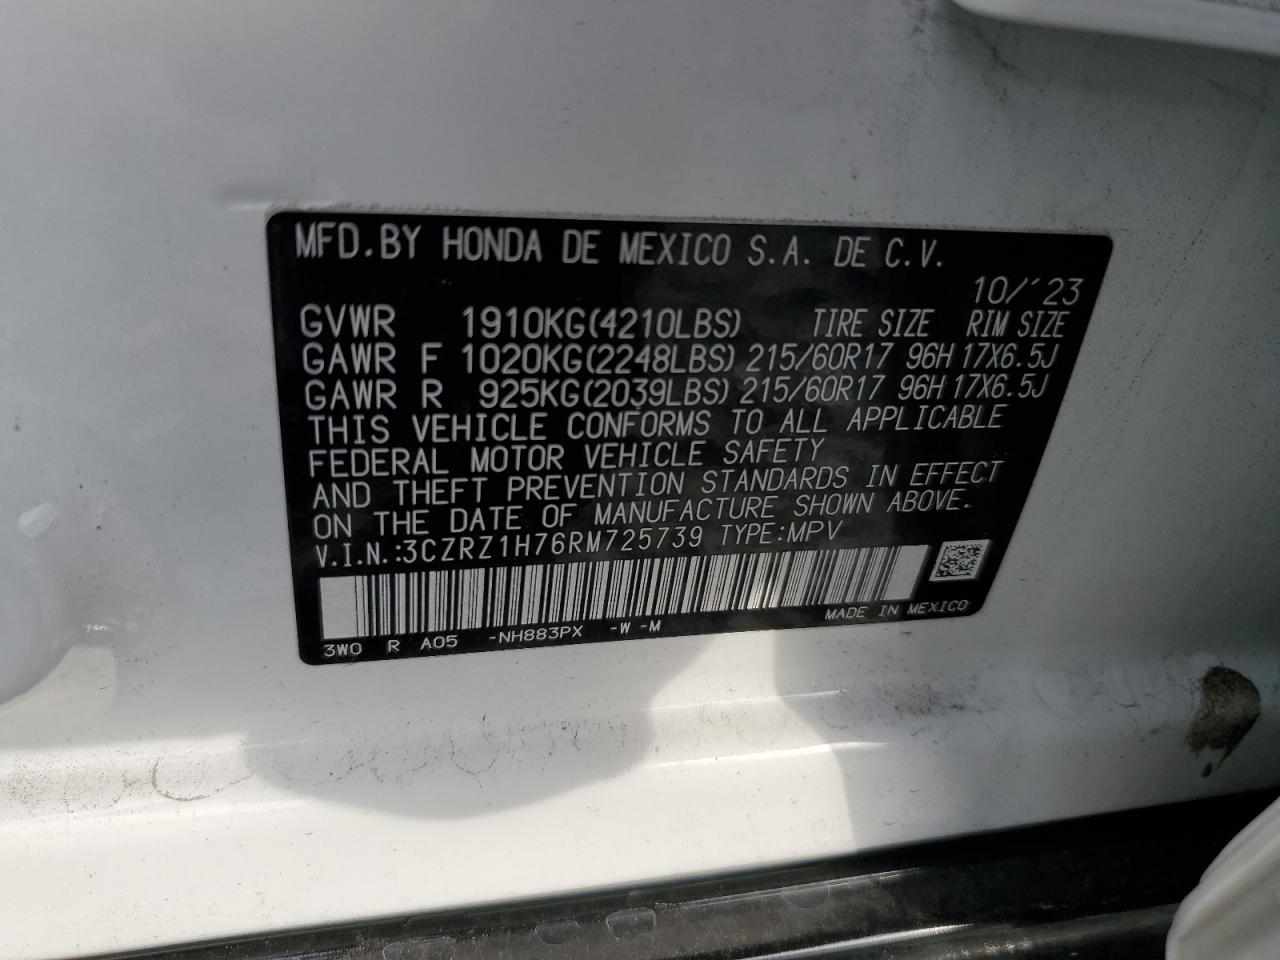 MFD.BY HONDA DE MEXICO S.A. DE C.V.
10/'23
GVWR 1910KG(4210LBS) TIRE SIZE RIM SIZE
GAWR F 1020KG(2248LBS) 215/60R17 96H 17X6.5J
GAWR R 925KG(2039LBS) 215/60R17 96H 17X6.5J
THIS VEHICLE CONFORMS TO ALL APPLICABLE
FEDERAL MOTOR VEHICLE SAFETY
AND THEFT PREVENTION STANDARDS IN EFFECT
ON THE DATE OF MANUFACTURE SHOWN ABOVE.
V.I.N.:3CZRZ1H76RM725739 TYPE:MPV
MADE IN MEXICO
3W0 R A05 -NH883PX -W -M